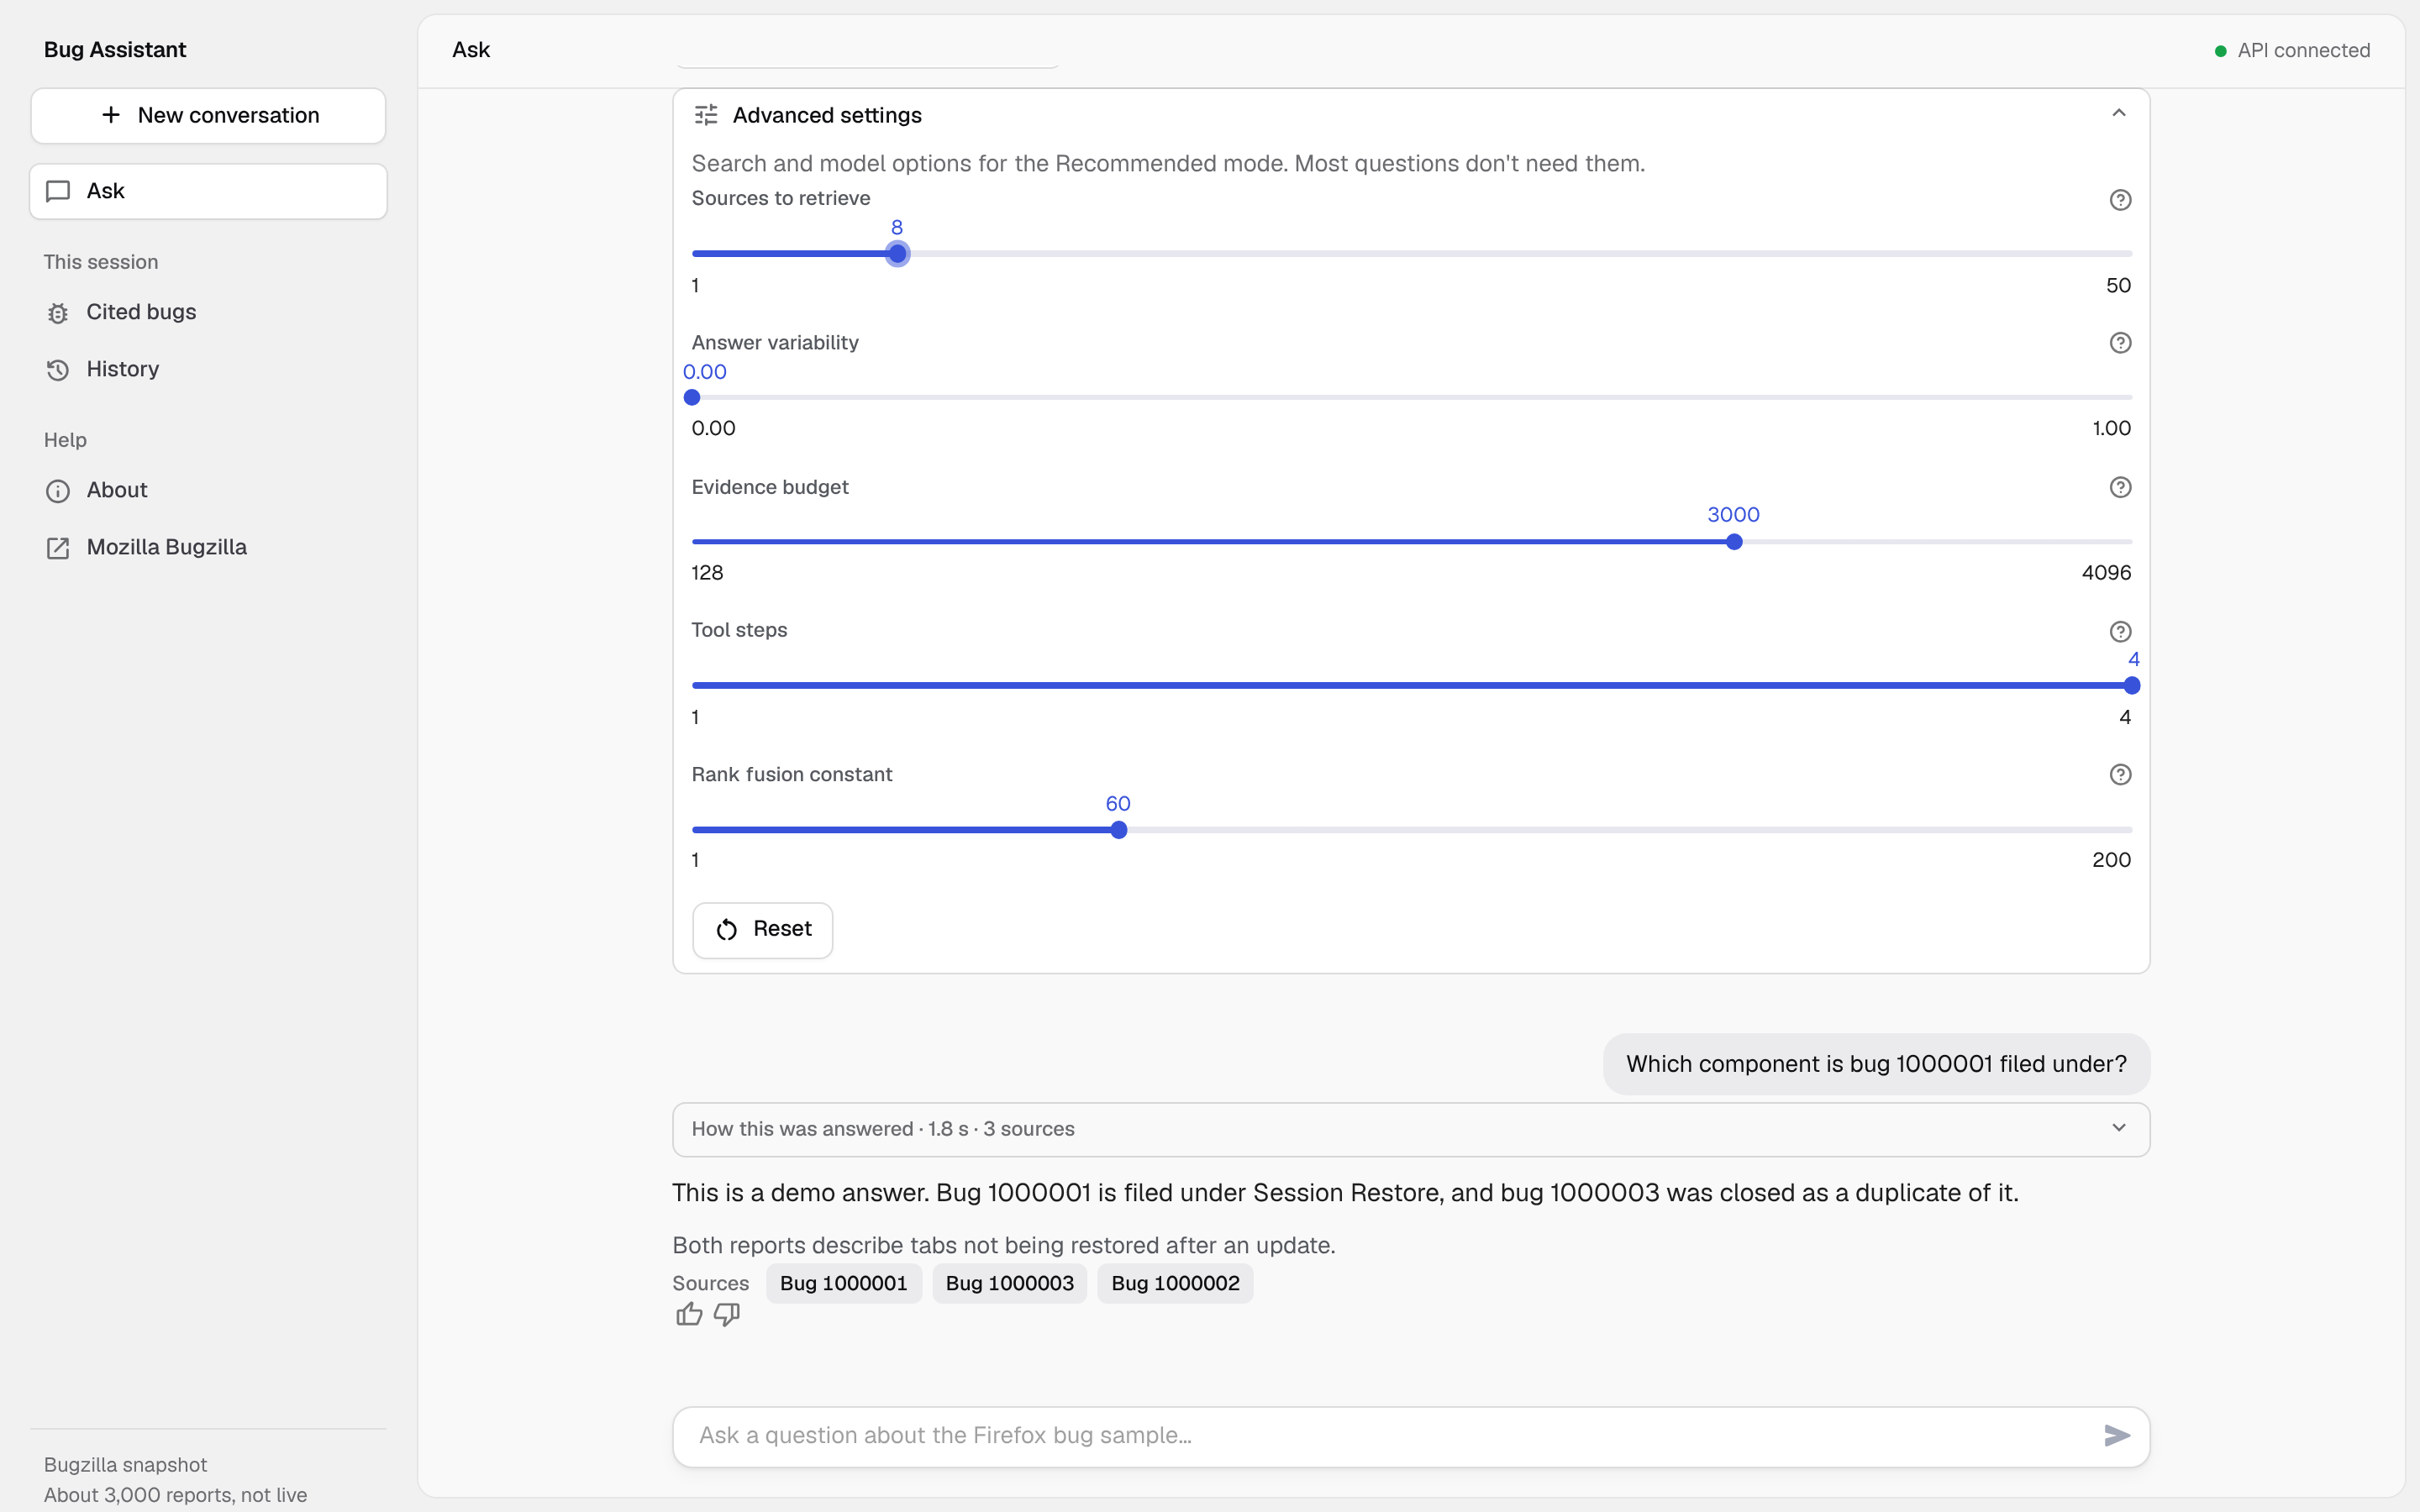 Bug Assistant
New conversation
Ask
This session
Cited bugs
History
Help
About
Mozilla Bugzilla
Bugzilla snapshot
About 3,000 reports, not live
Ask
API connected
Advanced settings
Search and model options for the Recommended mode. Most questions don't need them.
Sources to retrieve
8
1 50
Answer variability
0.00
0.00 1.00
Evidence budget
3000
128 4096
Tool steps
4
1 4
Rank fusion constant
60
1 200
Reset
Which component is bug 1000001 filed under?
How this was answered · 1.8 s · 3 sources
This is a demo answer. Bug 1000001 is filed under Session Restore, and bug 1000003 was closed as a duplicate of it.
Both reports describe tabs not being restored after an update.
Sources Bug 1000001 Bug 1000003 Bug 1000002
Ask a question about the Firefox bug sample...